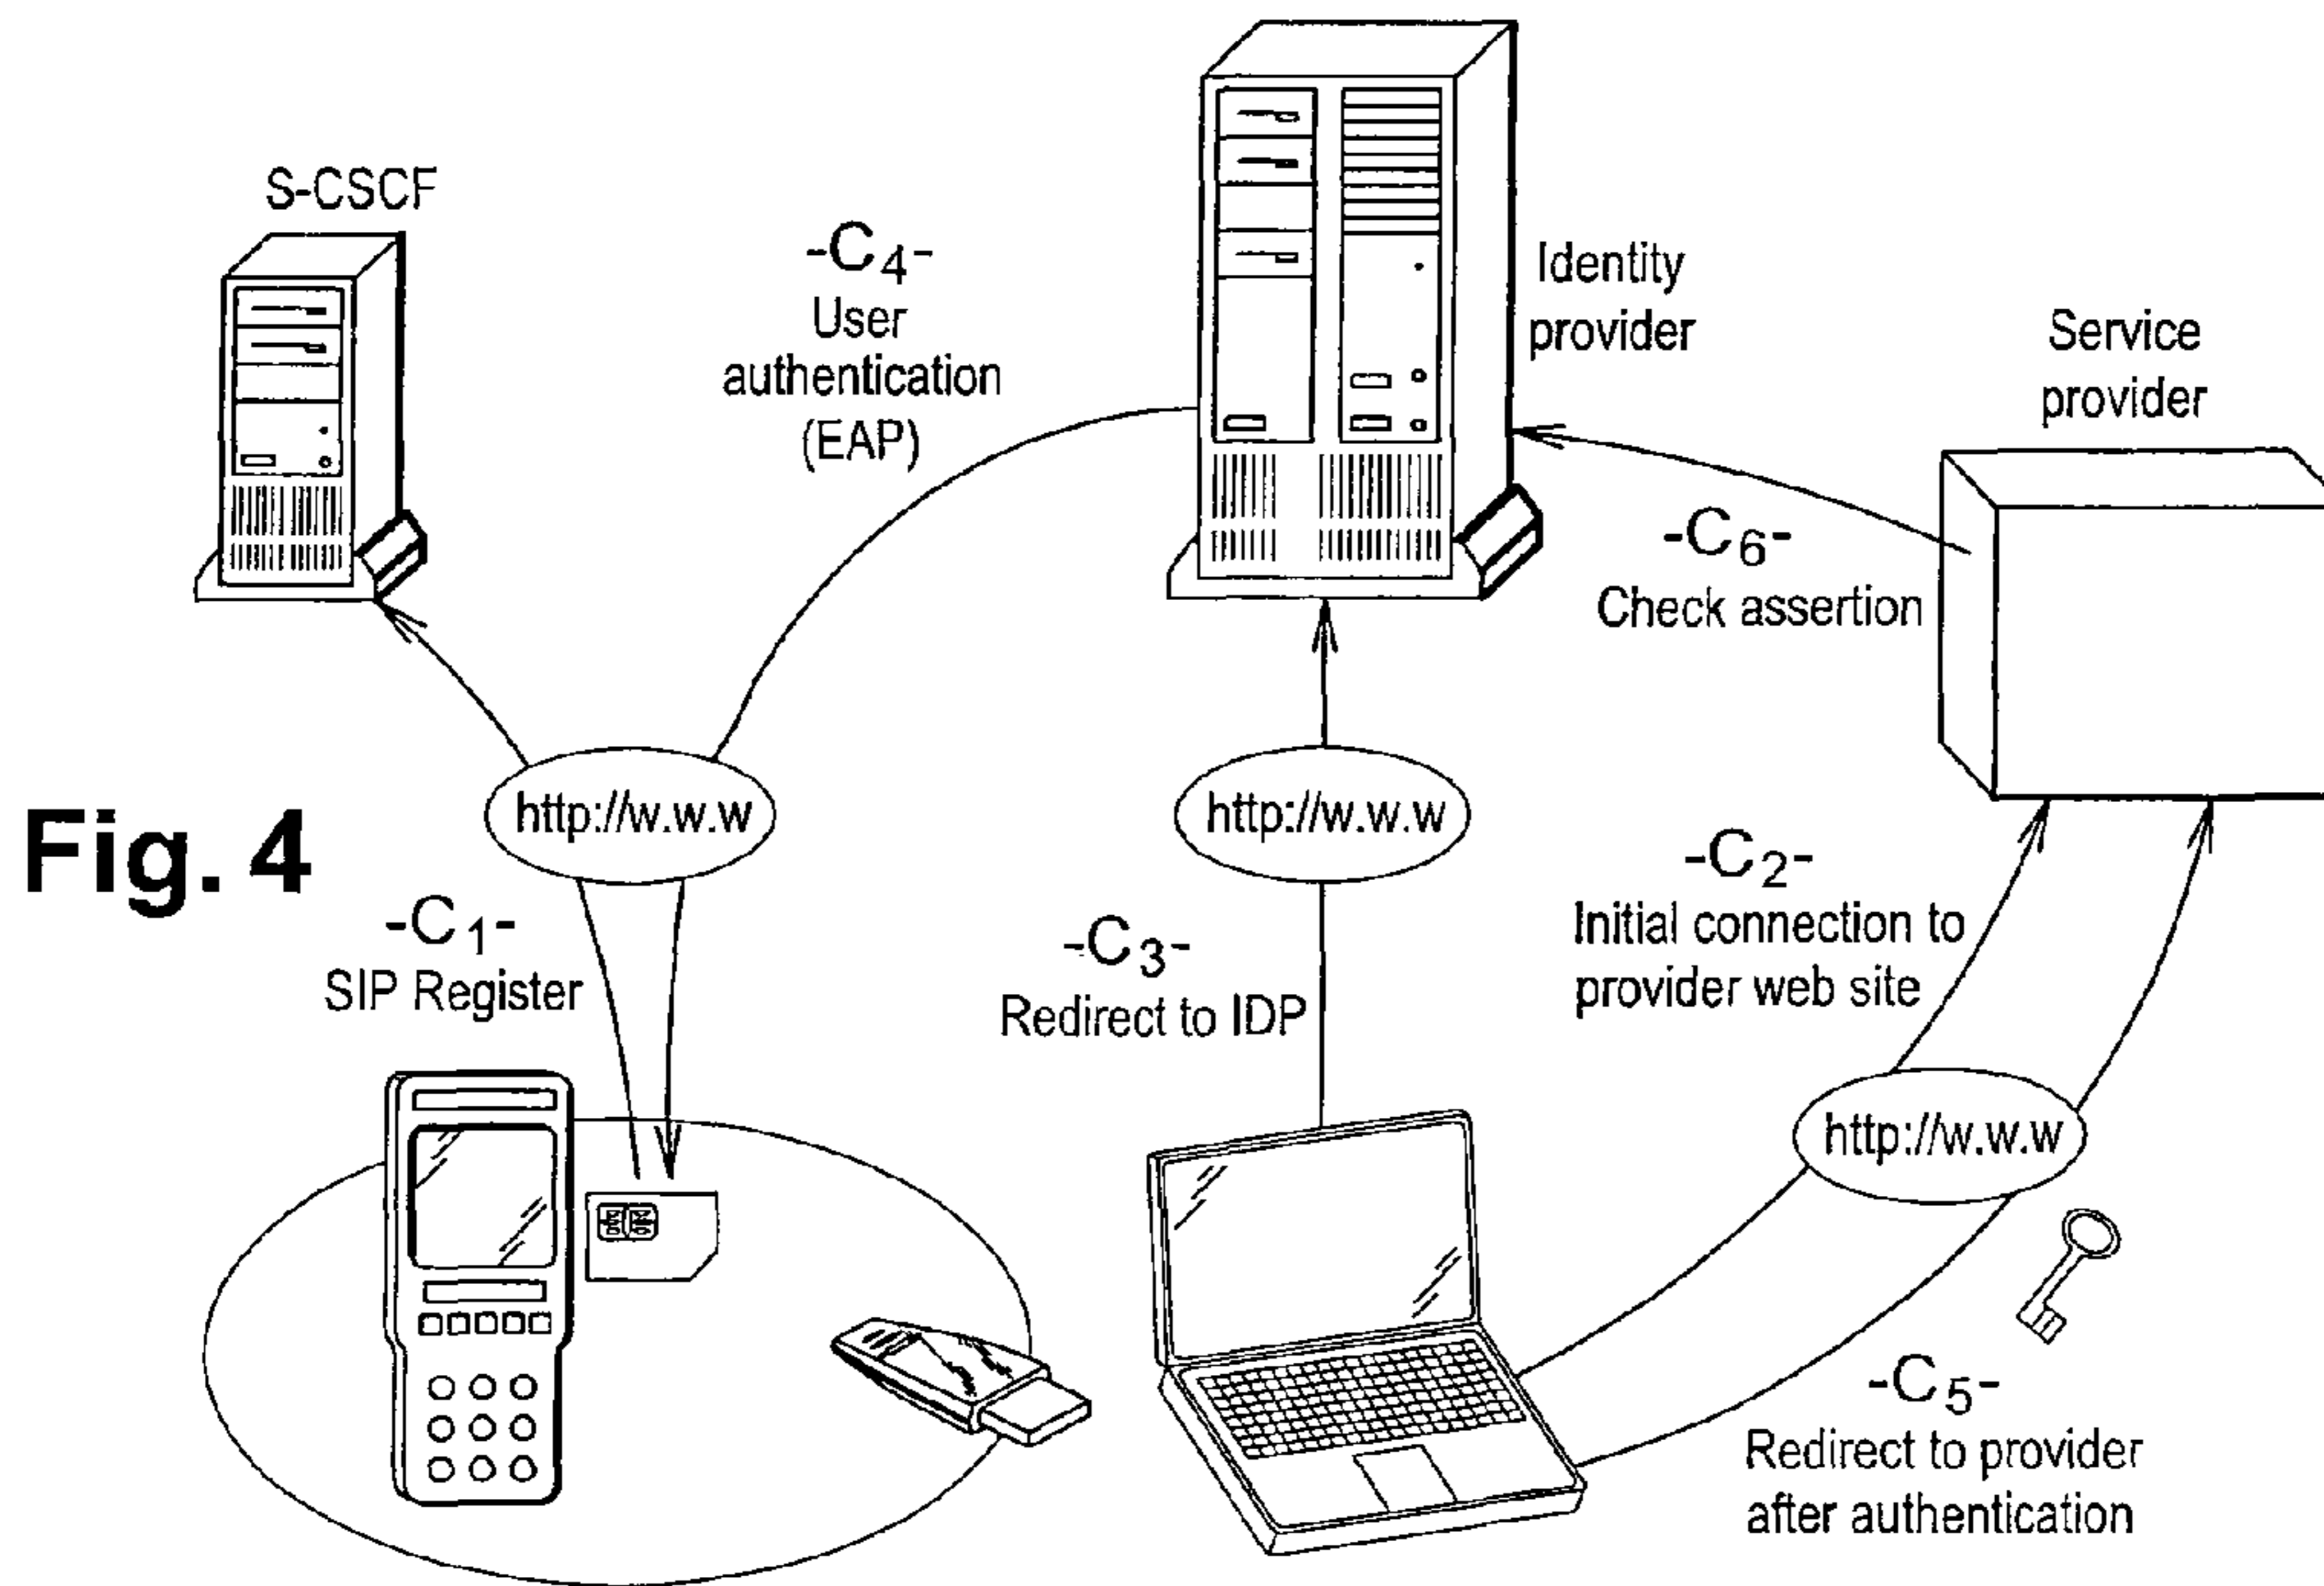 S-CSCF
-C4-
User
authentication
(EAP)
Identity
provider
Service
provider
-C6-
Check assertion
http://w.w.w
http://w.w.w
Fig. 4
-C1-
SIP Register
-C3-
Redirect to IDP
-C2-
Initial connection to
provider web site
http://w.w.w
-C5-
Redirect to provider
after authentication